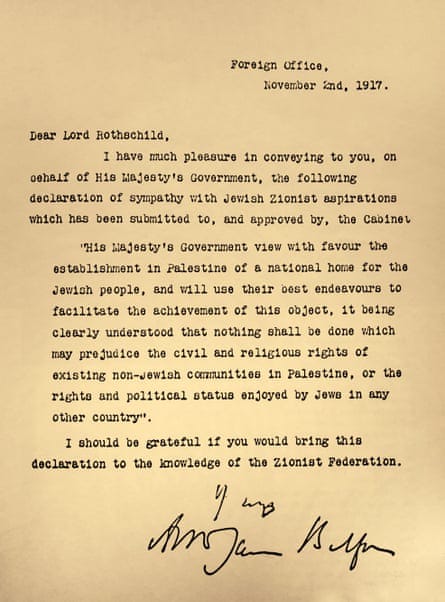 Foreign Office,
November 2nd, 1917.
Dear Lord Rothschild,
I have much pleasure in conveying to you, on
behalf of His Majesty's Government, the following
declaration of sympathy with Jewish Zionist aspirations
which has been submitted to, and approved by, the Cabinet
"His Majesty's Government view with favour the
establishment in Palestine of a national home for the
Jewish people, and will use their best endeavours to
facilitate the achievement of this object, it being
clearly understood that nothing shall be done which
may prejudice the civil and religious rights of
existing non-Jewish communities in Palestine, or the
rights and political status enjoyed by Jews in any
other country".
I should be grateful if you would bring this
declaration to the knowledge of the Zionist Federation.
Balfour